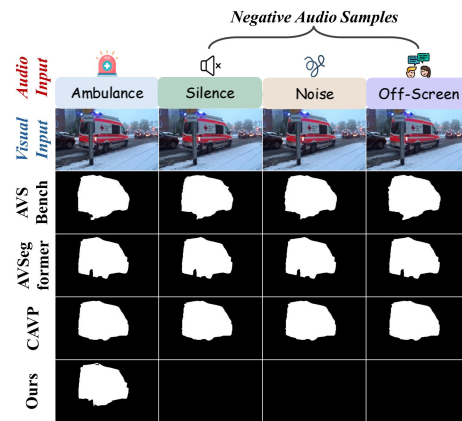 Negative Audio Samples
Audio Input
Ambulance
Silence
Noise
Off-Screen
Visual Input
AVS Bench
AVSeg former
CAVP
Ours